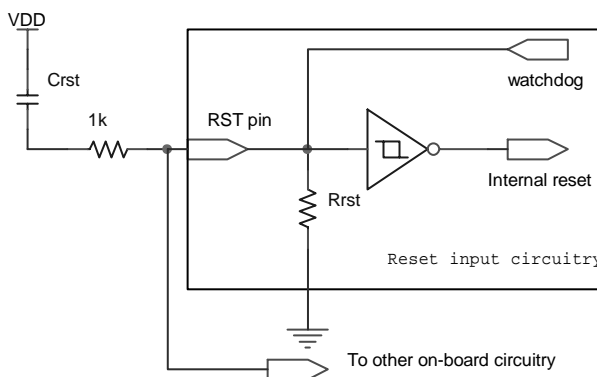 VDD
Crst
watchdog
1k
RST pin
Internal reset
Rrst
Reset input circuitry
To other on-board circuitry